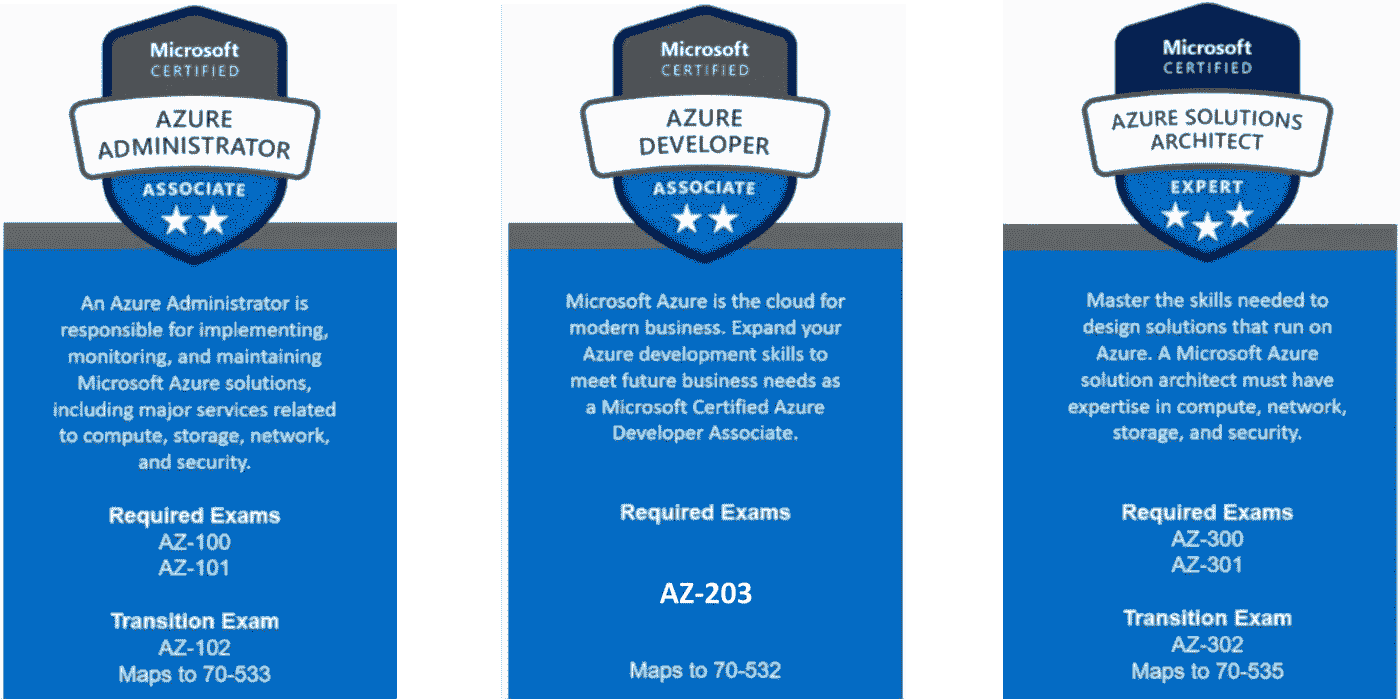 Microsoft
CERTIFIED
AZURE
ADMINISTRATOR
ASSOCIATE
An Azure Administrator is
responsible for implementing,
monitoring, and maintaining
Microsoft Azure solutions,
including major services related
to compute, storage, network,
and security.
Required Exams
AZ-100
AZ-101
Transition Exam
AZ-102
Maps to 70-533
Microsoft
CERTIFIED
AZURE
DEVELOPER
ASSOCIATE
Microsoft Azure is the cloud for
modern business. Expand your
Azure development skills to
meet future business needs as
a Microsoft Certified Azure
Developer Associate.
Required Exams
AZ-203
Maps to 70-532
Microsoft
CERTIFIED
AZURE SOLUTIONS
ARCHITECT
EXPERT
Master the skills needed to
design solutions that run on
Azure. A Microsoft Azure
solution architect must have
expertise in compute, network,
storage, and security.
Required Exams
AZ-300
AZ-301
Transition Exam
AZ-302
Maps to 70-535